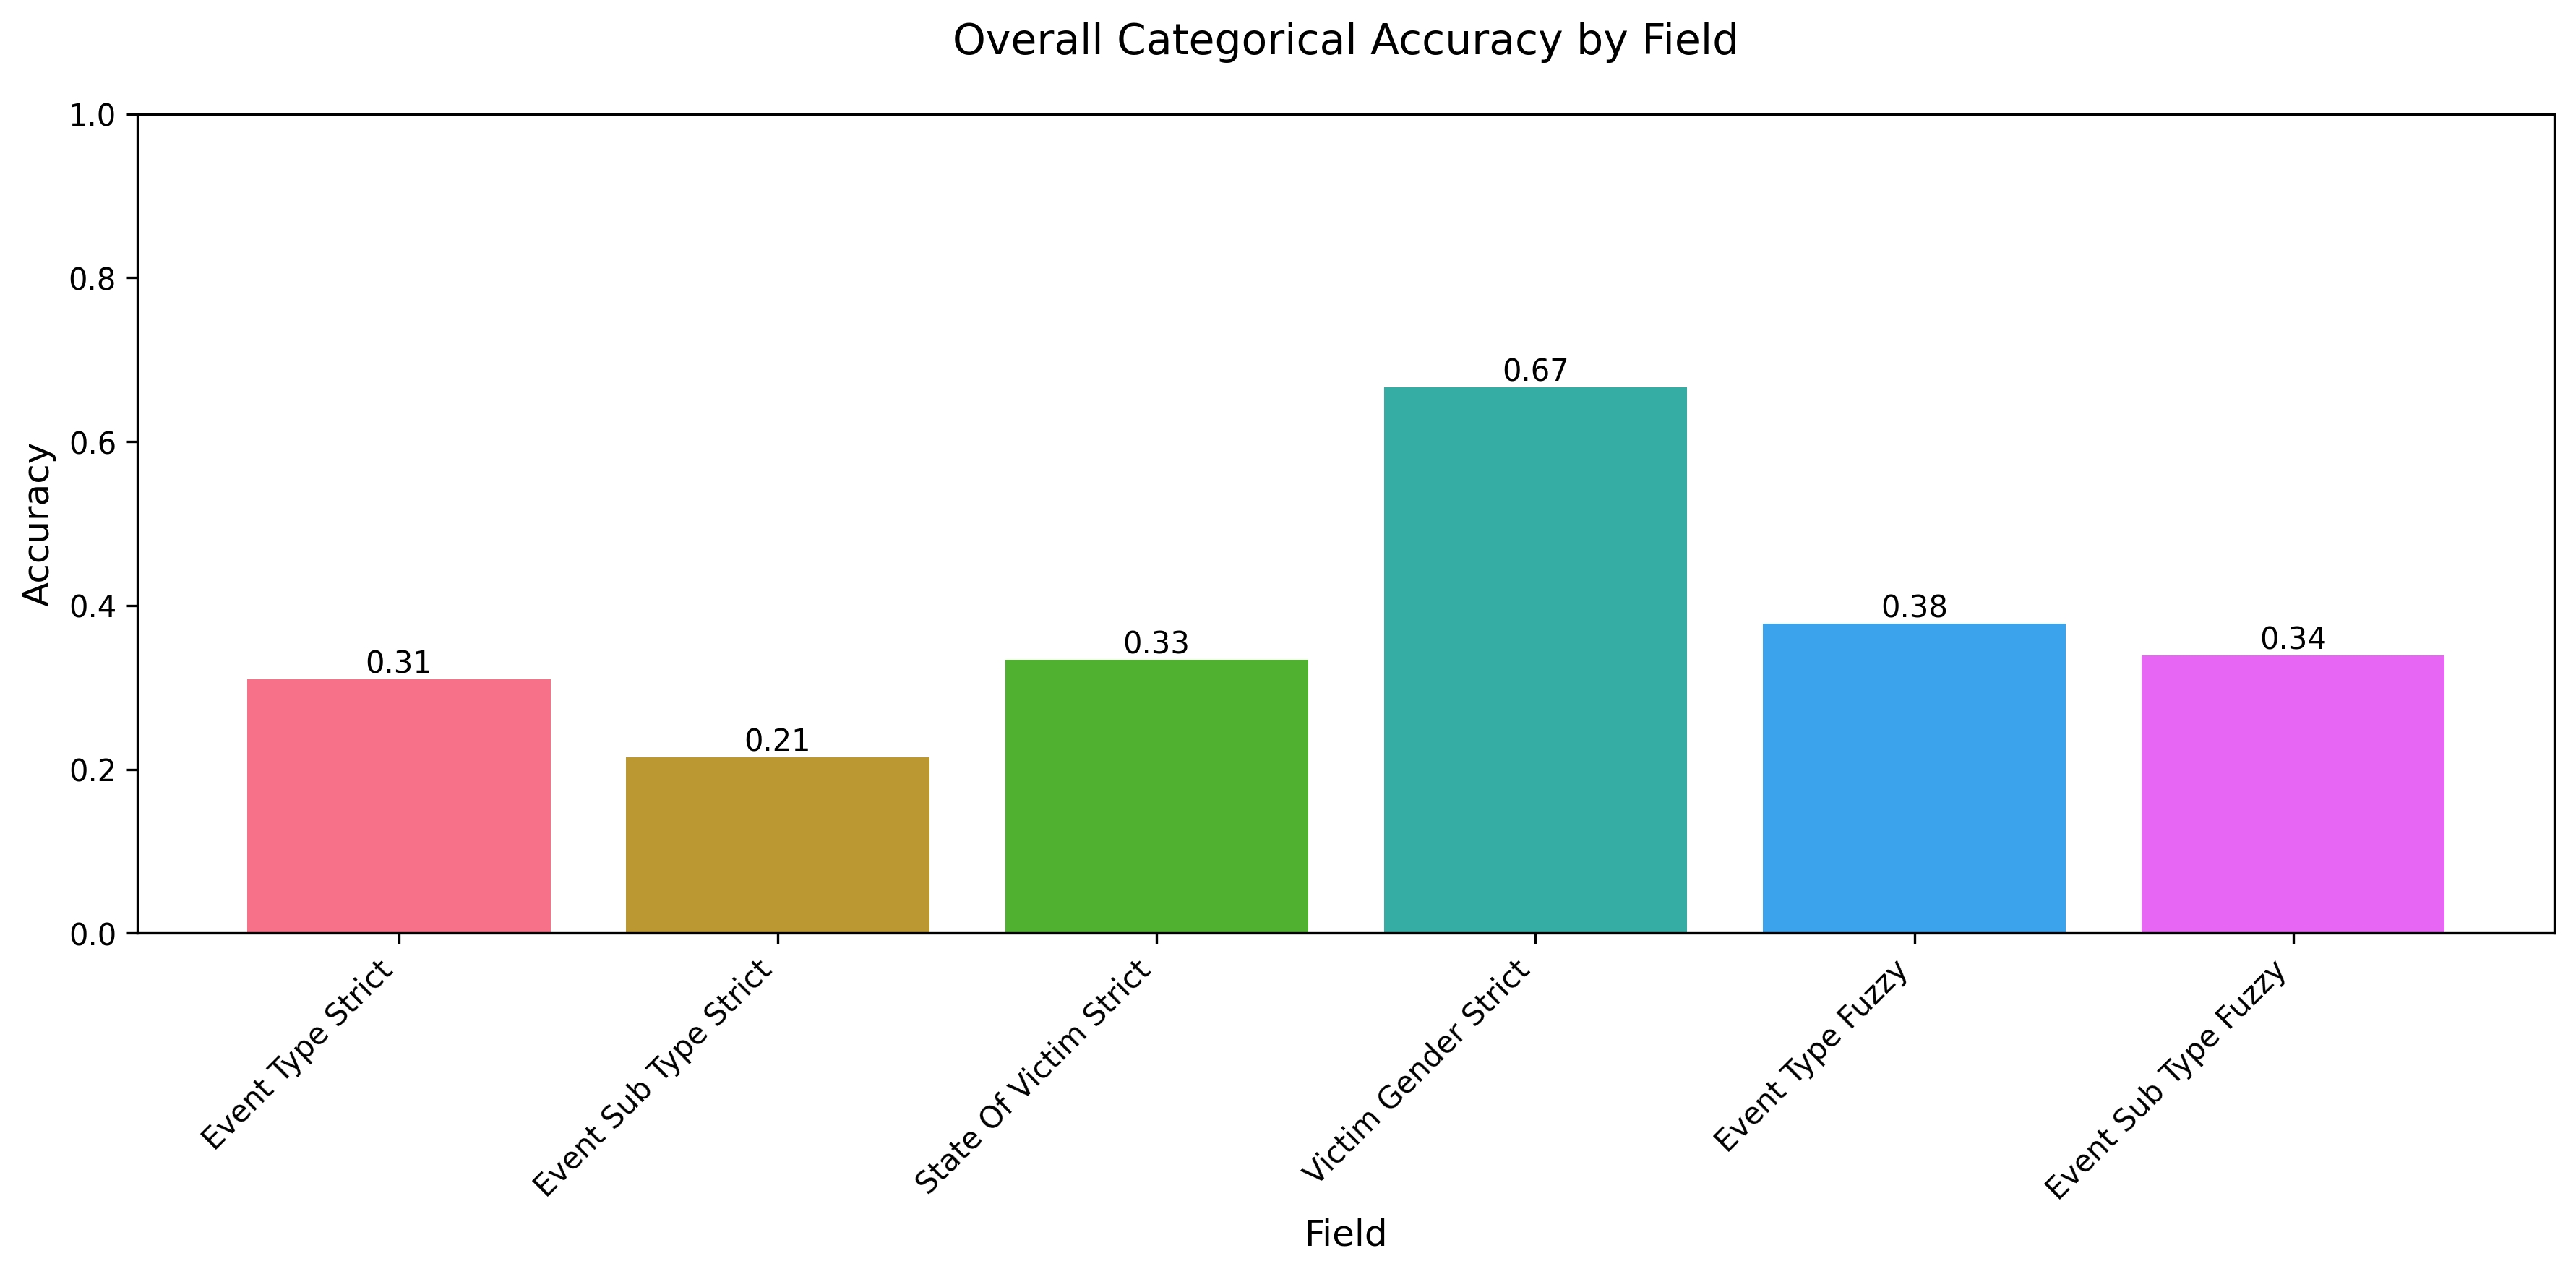 Overall Categorical Accuracy by Field
Accuracy
1.0
0.8
0.6
0.4
0.2
0.0
0.31
0.21
0.33
0.67
0.38
0.34
Event Type Strict
Event Sub Type Strict
State Of Victim Strict
Victim Gender Strict
Event Type Fuzzy
Event Sub Type Fuzzy
Field